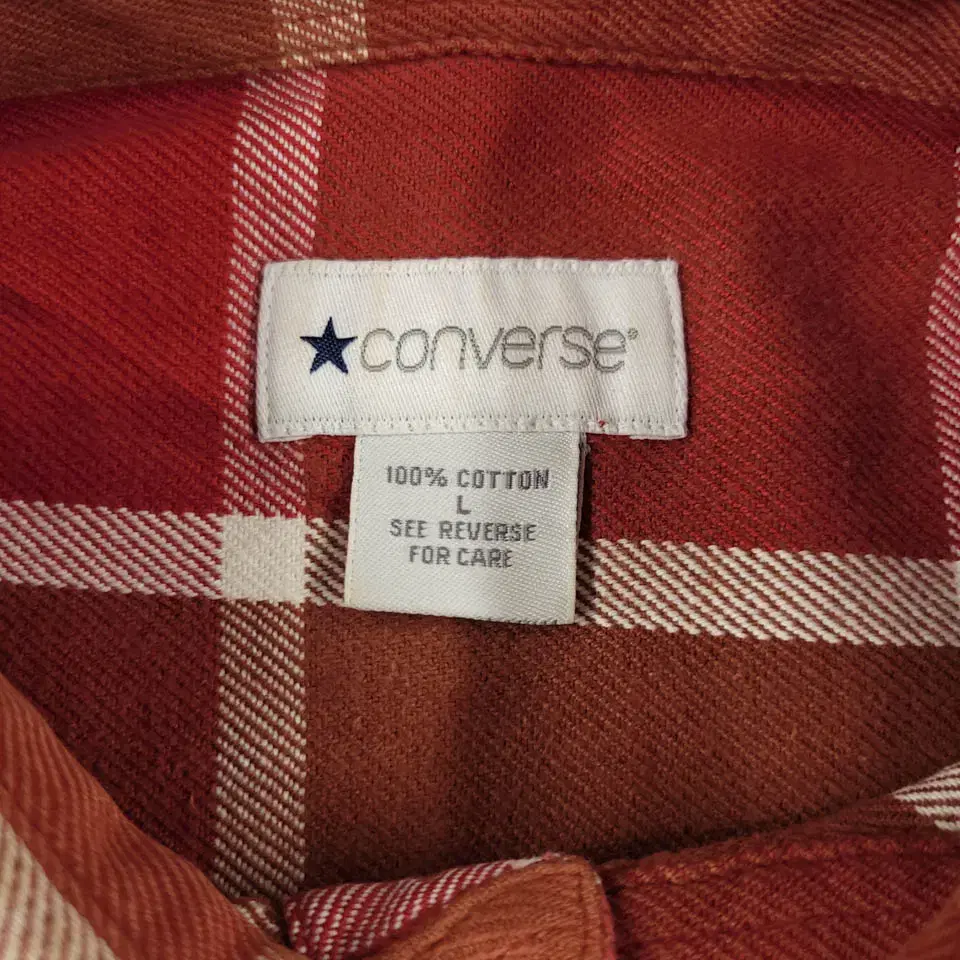 converse®
100% COTTON
L
SEE REVERSE
FOR CARE